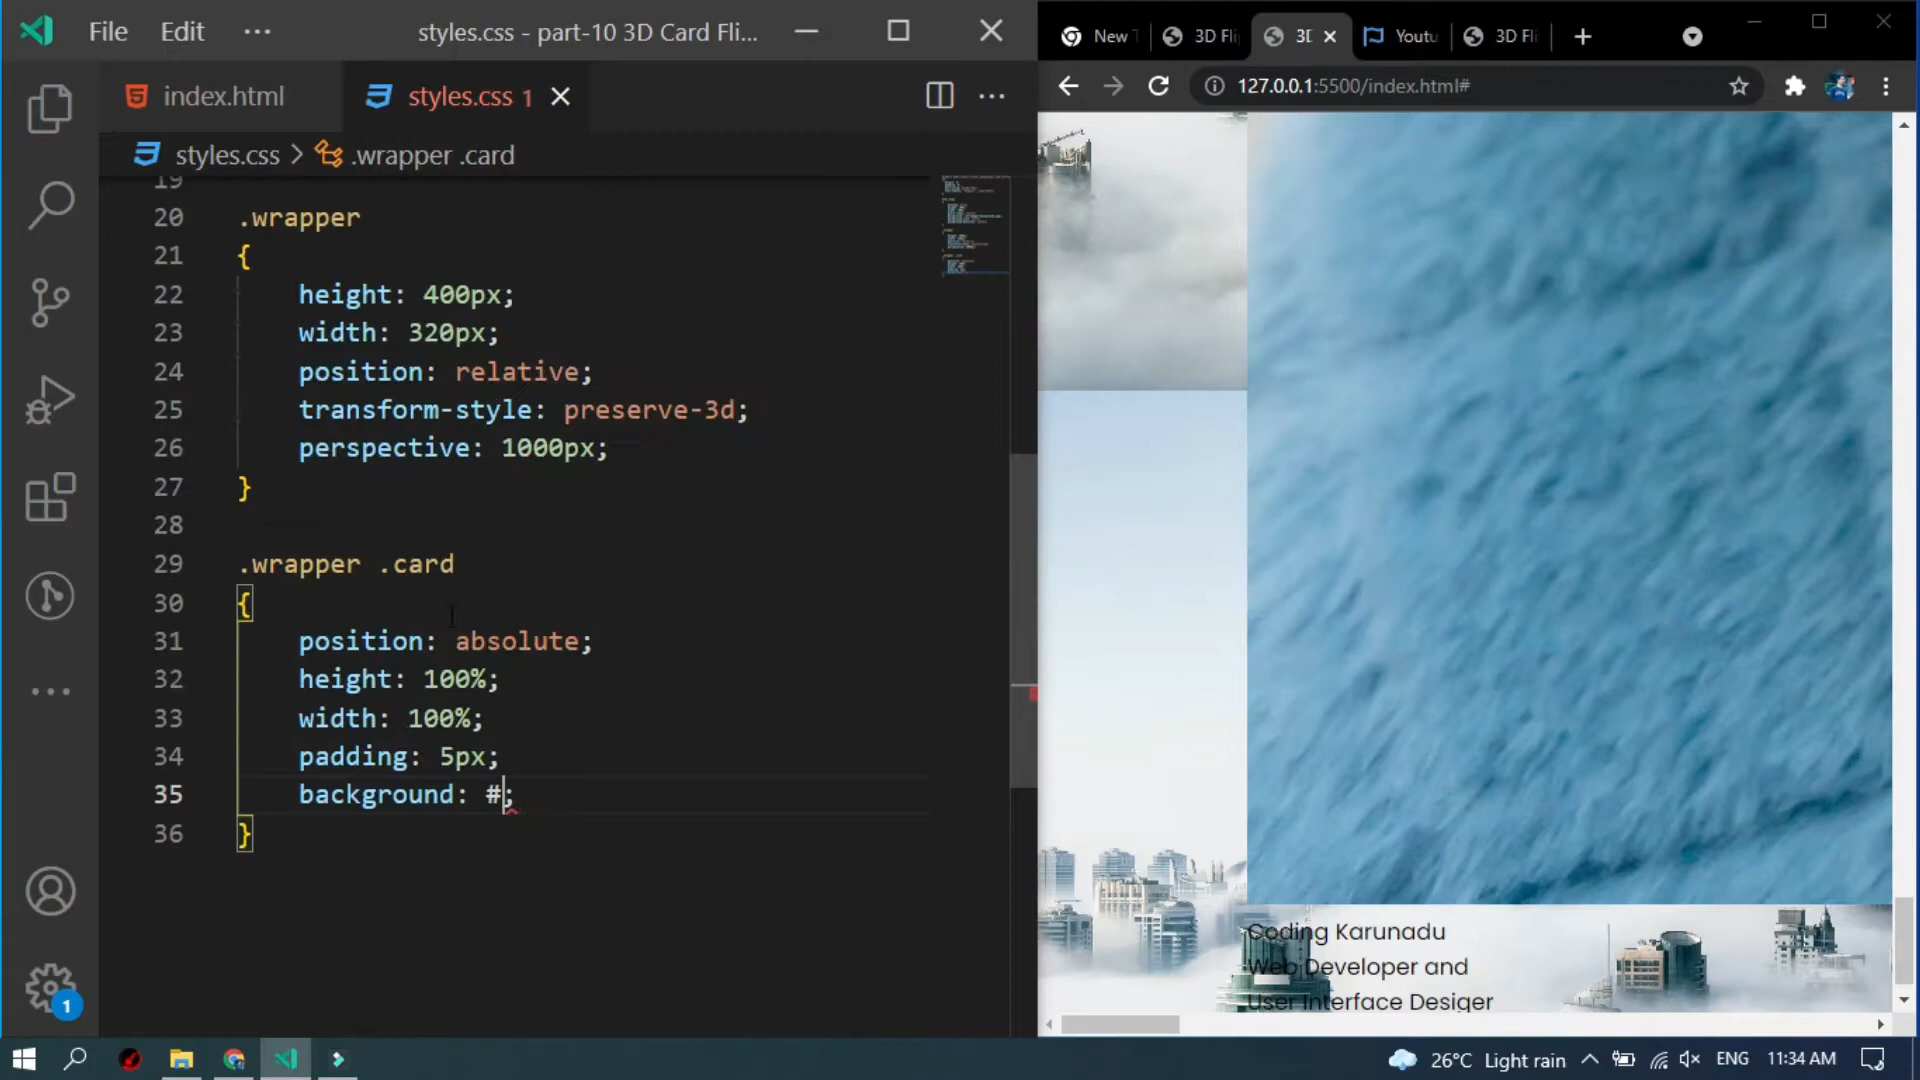 File Edit ··· styles.css - part-10 3D Card Fli...
index.html styles.css 1
styles.css > .wrapper .card
19
20 .wrapper
21 {
22 height: 400px;
23 width: 320px;
24 position: relative;
25 transform-style: preserve-3d;
26 perspective: 1000px;
27 }
28
29 .wrapper .card
30 {
31 position: absolute;
32 height: 100%;
33 width: 100%;
34 padding: 5px;
35 background: #;
36 }
1
New T 3D Fli 3D Youtu 3D Fli
127.0.0.1:5500/index.html#
Coding Karunadu
Web Developer and
User Interface Desiger
26°C Light rain ENG 11:34 AM